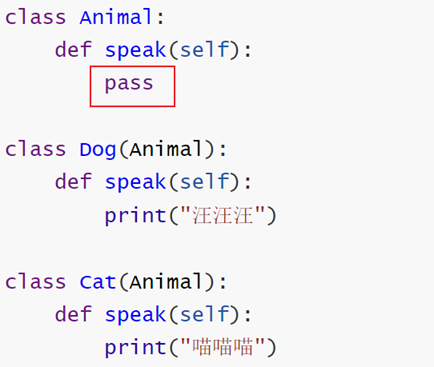 class Animal:
    def speak(self):
        pass
class Dog(Animal):
    def speak(self):
        print("汪汪汪")
class Cat(Animal):
    def speak(self):
        print("喵喵喵")